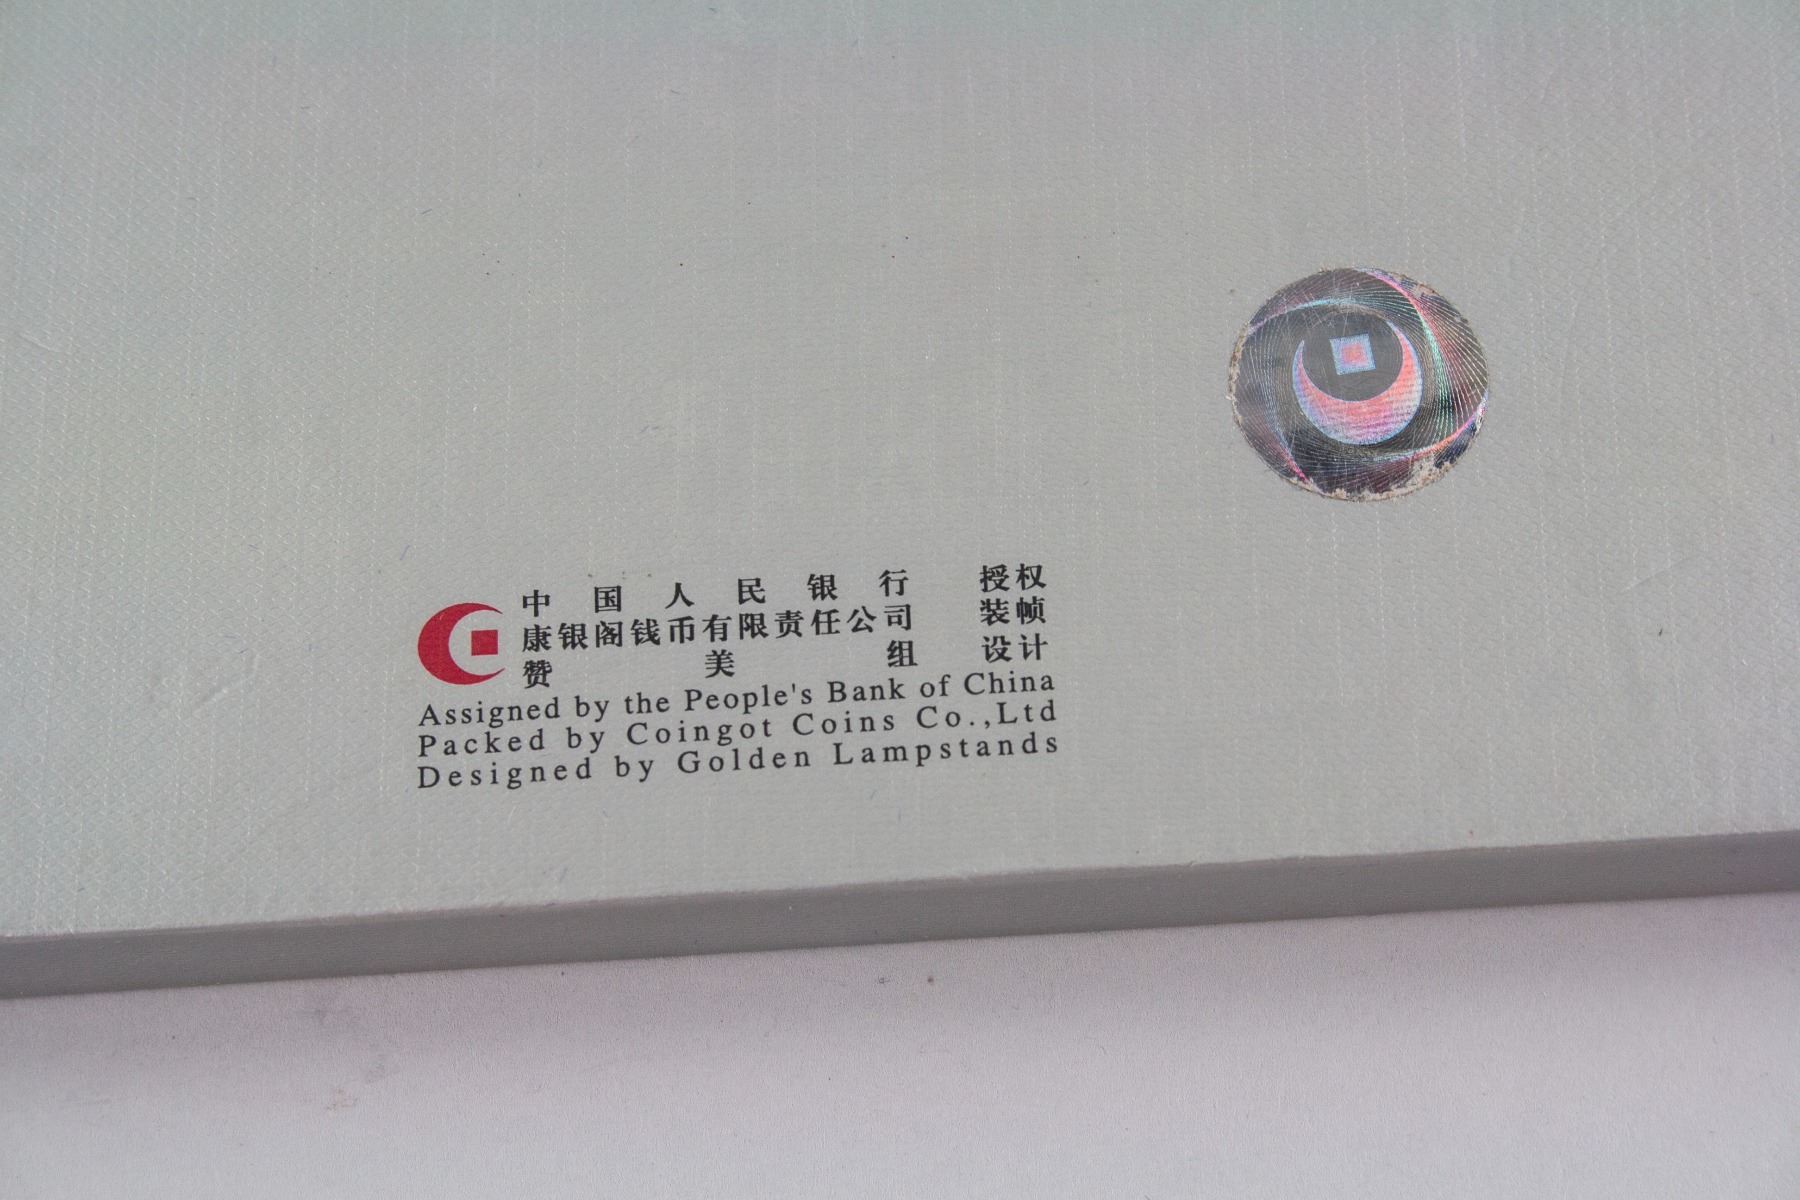 中国人民银行 授权
康银阁钱币有限责任公司 装帧
赞美组 设计
Assigned by the People's Bank of China
Packed by Coingot Coins Co.,Ltd
Designed by Golden Lampstands